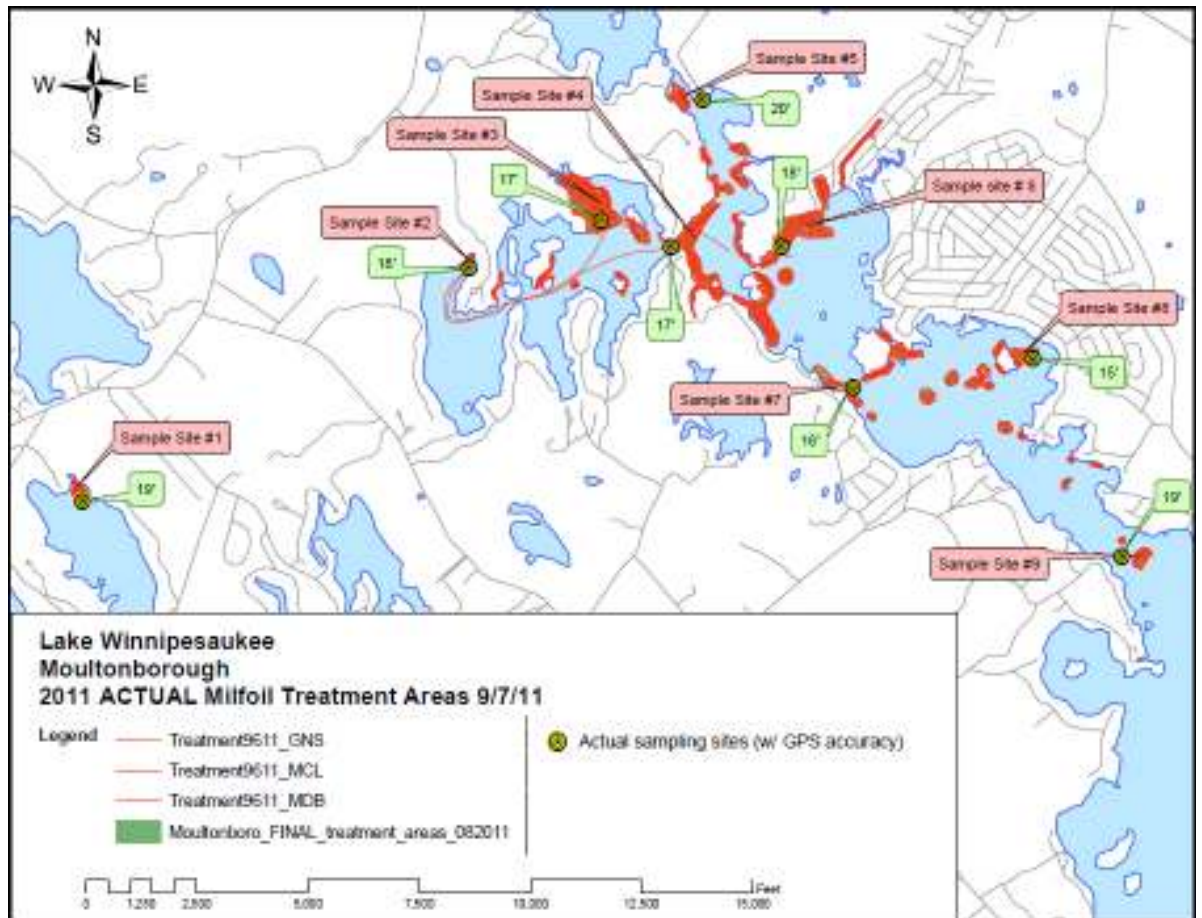 N
W E
S
Sample Site #5
Sample Site #4
20'
Sample Site #3
17'
18'
Sample site # 6
Sample Site #2
18'
17'
Sample Site #8
15'
Sample Site #7
16'
Sample Site #1
19'
19'
Sample Site #9
Lake Winnipesaukee
Moultonborough
2011 ACTUAL Milfoil Treatment Areas 9/7/11
Legend
Treatment9611_GNS
Treatment9611_MCL
Treatment9611_MDB
Moultonboro_FINAL_treatment_areas_082011
Actual sampling sites (w/ GPS accuracy)
Feet
0 1,250 2,500 5,000 7,500 10,000 12,500 15,000